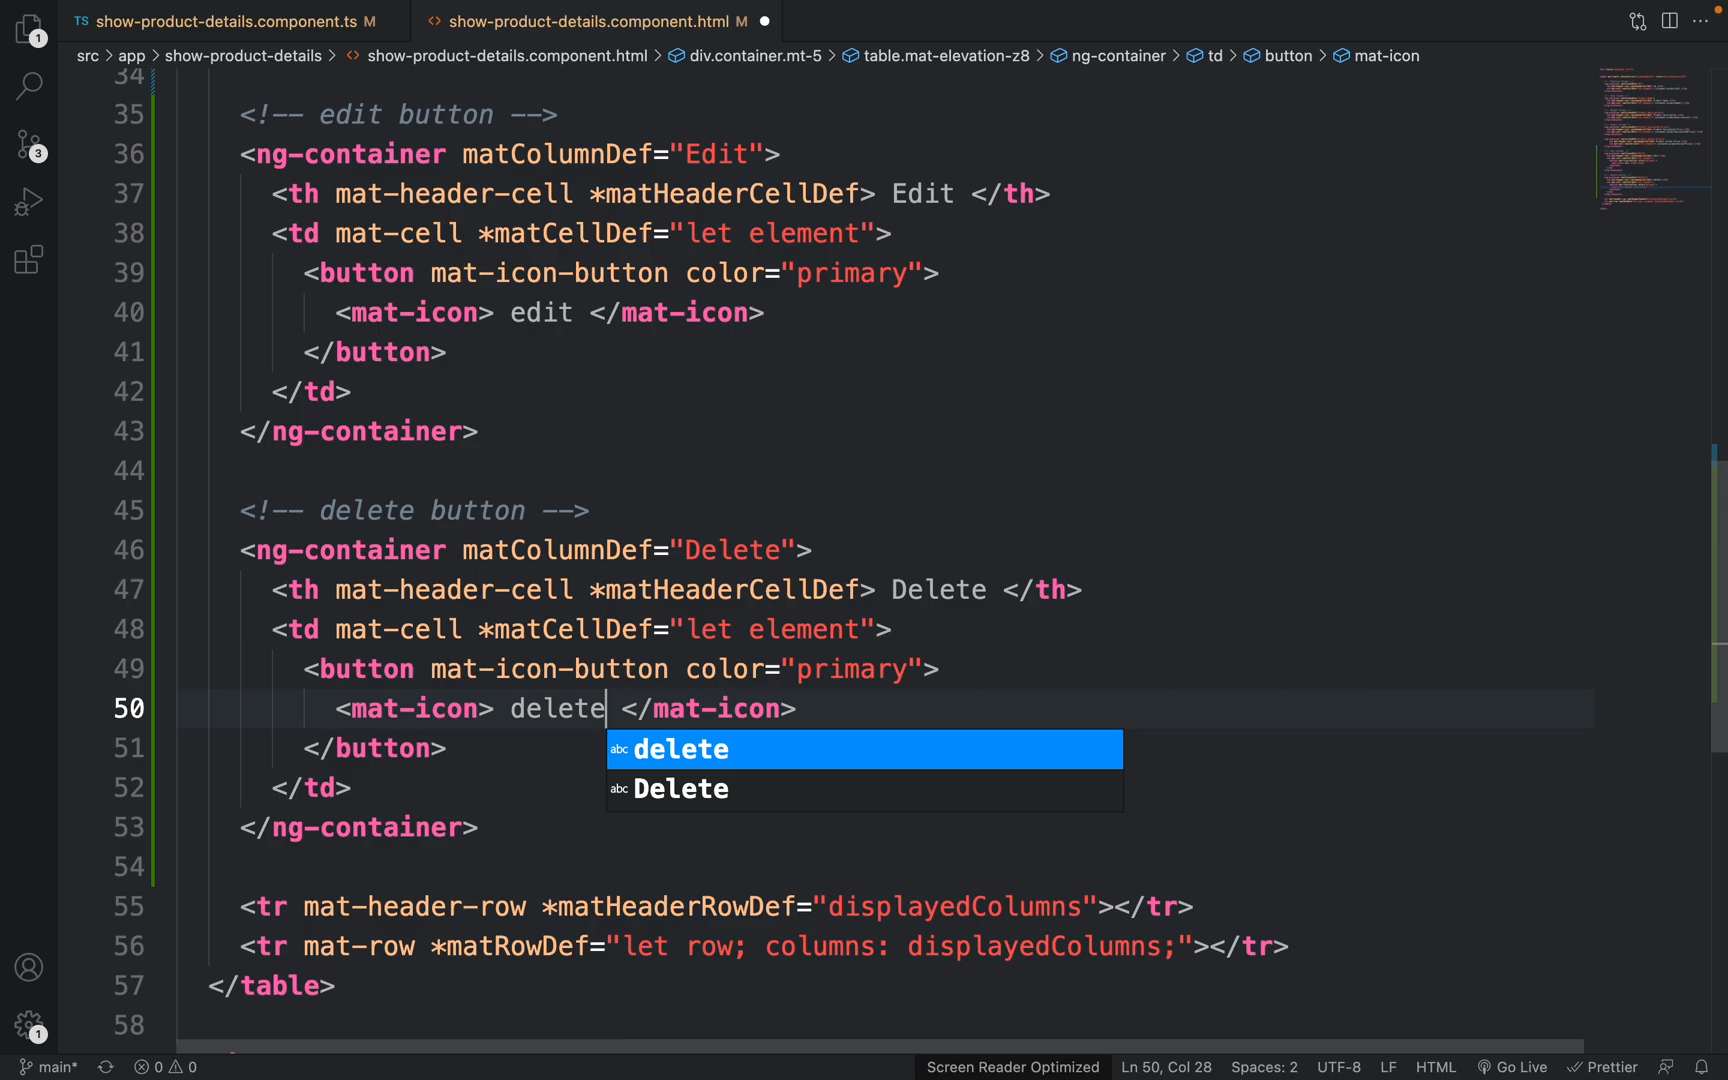 TS show-product-details.component.ts M
<> show-product-details.component.html M
src > app > show-product-details > <> show-product-details.component.html > div.container.mt-5 > table.mat-elevation-z8 > ng-container > td > button > mat-icon
34
35 <!-- edit button -->
36 <ng-container matColumnDef="Edit">
37 <th mat-header-cell *matHeaderCellDef> Edit </th>
38 <td mat-cell *matCellDef="let element">
39 <button mat-icon-button color="primary">
40 <mat-icon> edit </mat-icon>
41 </button>
42 </td>
43 </ng-container>
44
45 <!-- delete button -->
46 <ng-container matColumnDef="Delete">
47 <th mat-header-cell *matHeaderCellDef> Delete </th>
48 <td mat-cell *matCellDef="let element">
49 <button mat-icon-button color="primary">
50 <mat-icon> delete </mat-icon>
abc delete
51 </button>
abc Delete
52 </td>
53 </ng-container>
54
55 <tr mat-header-row *matHeaderRowDef="displayedColumns"></tr>
56 <tr mat-row *matRowDef="let row; columns: displayedColumns;"></tr>
57 </table>
58
1
3
1
main* 0 0 Screen Reader Optimized Ln 50, Col 28 Spaces: 2 UTF-8 LF HTML Go Live Prettier